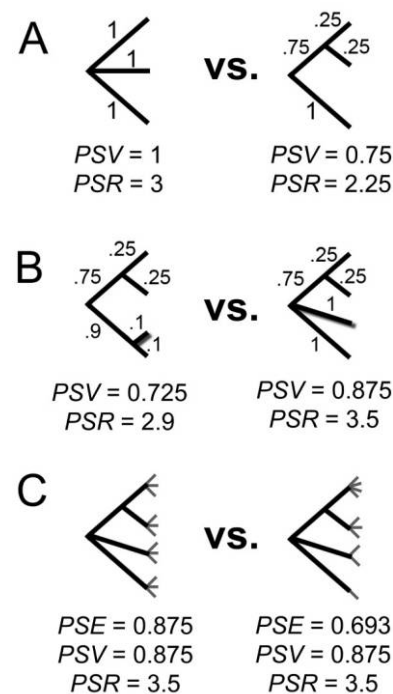 A
1
1
1
vs.
.25
.75
.25
1
PSV = 1
PSR = 3
PSV = 0.75
PSR = 2.25
B
.25
.75
.25
.9
.1
.1
vs.
.25
.75
.25
1
1
PSV = 0.725
PSR = 2.9
PSV = 0.875
PSR = 3.5
C
vs.
PSE = 0.875
PSV = 0.875
PSR = 3.5
PSE = 0.693
PSV = 0.875
PSR = 3.5